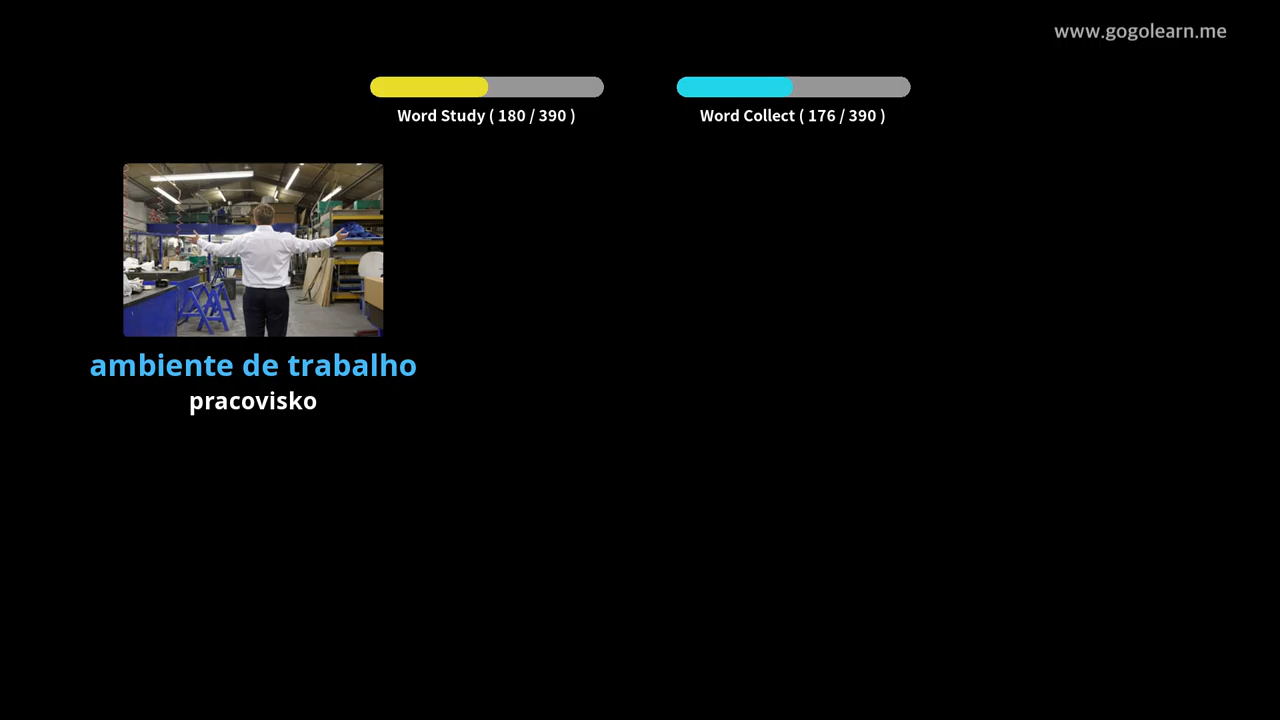 www.gogolearn.me
Word Study ( 180 / 390 )
Word Collect ( 176 / 390 )
ambiente de trabalho
pracovisko